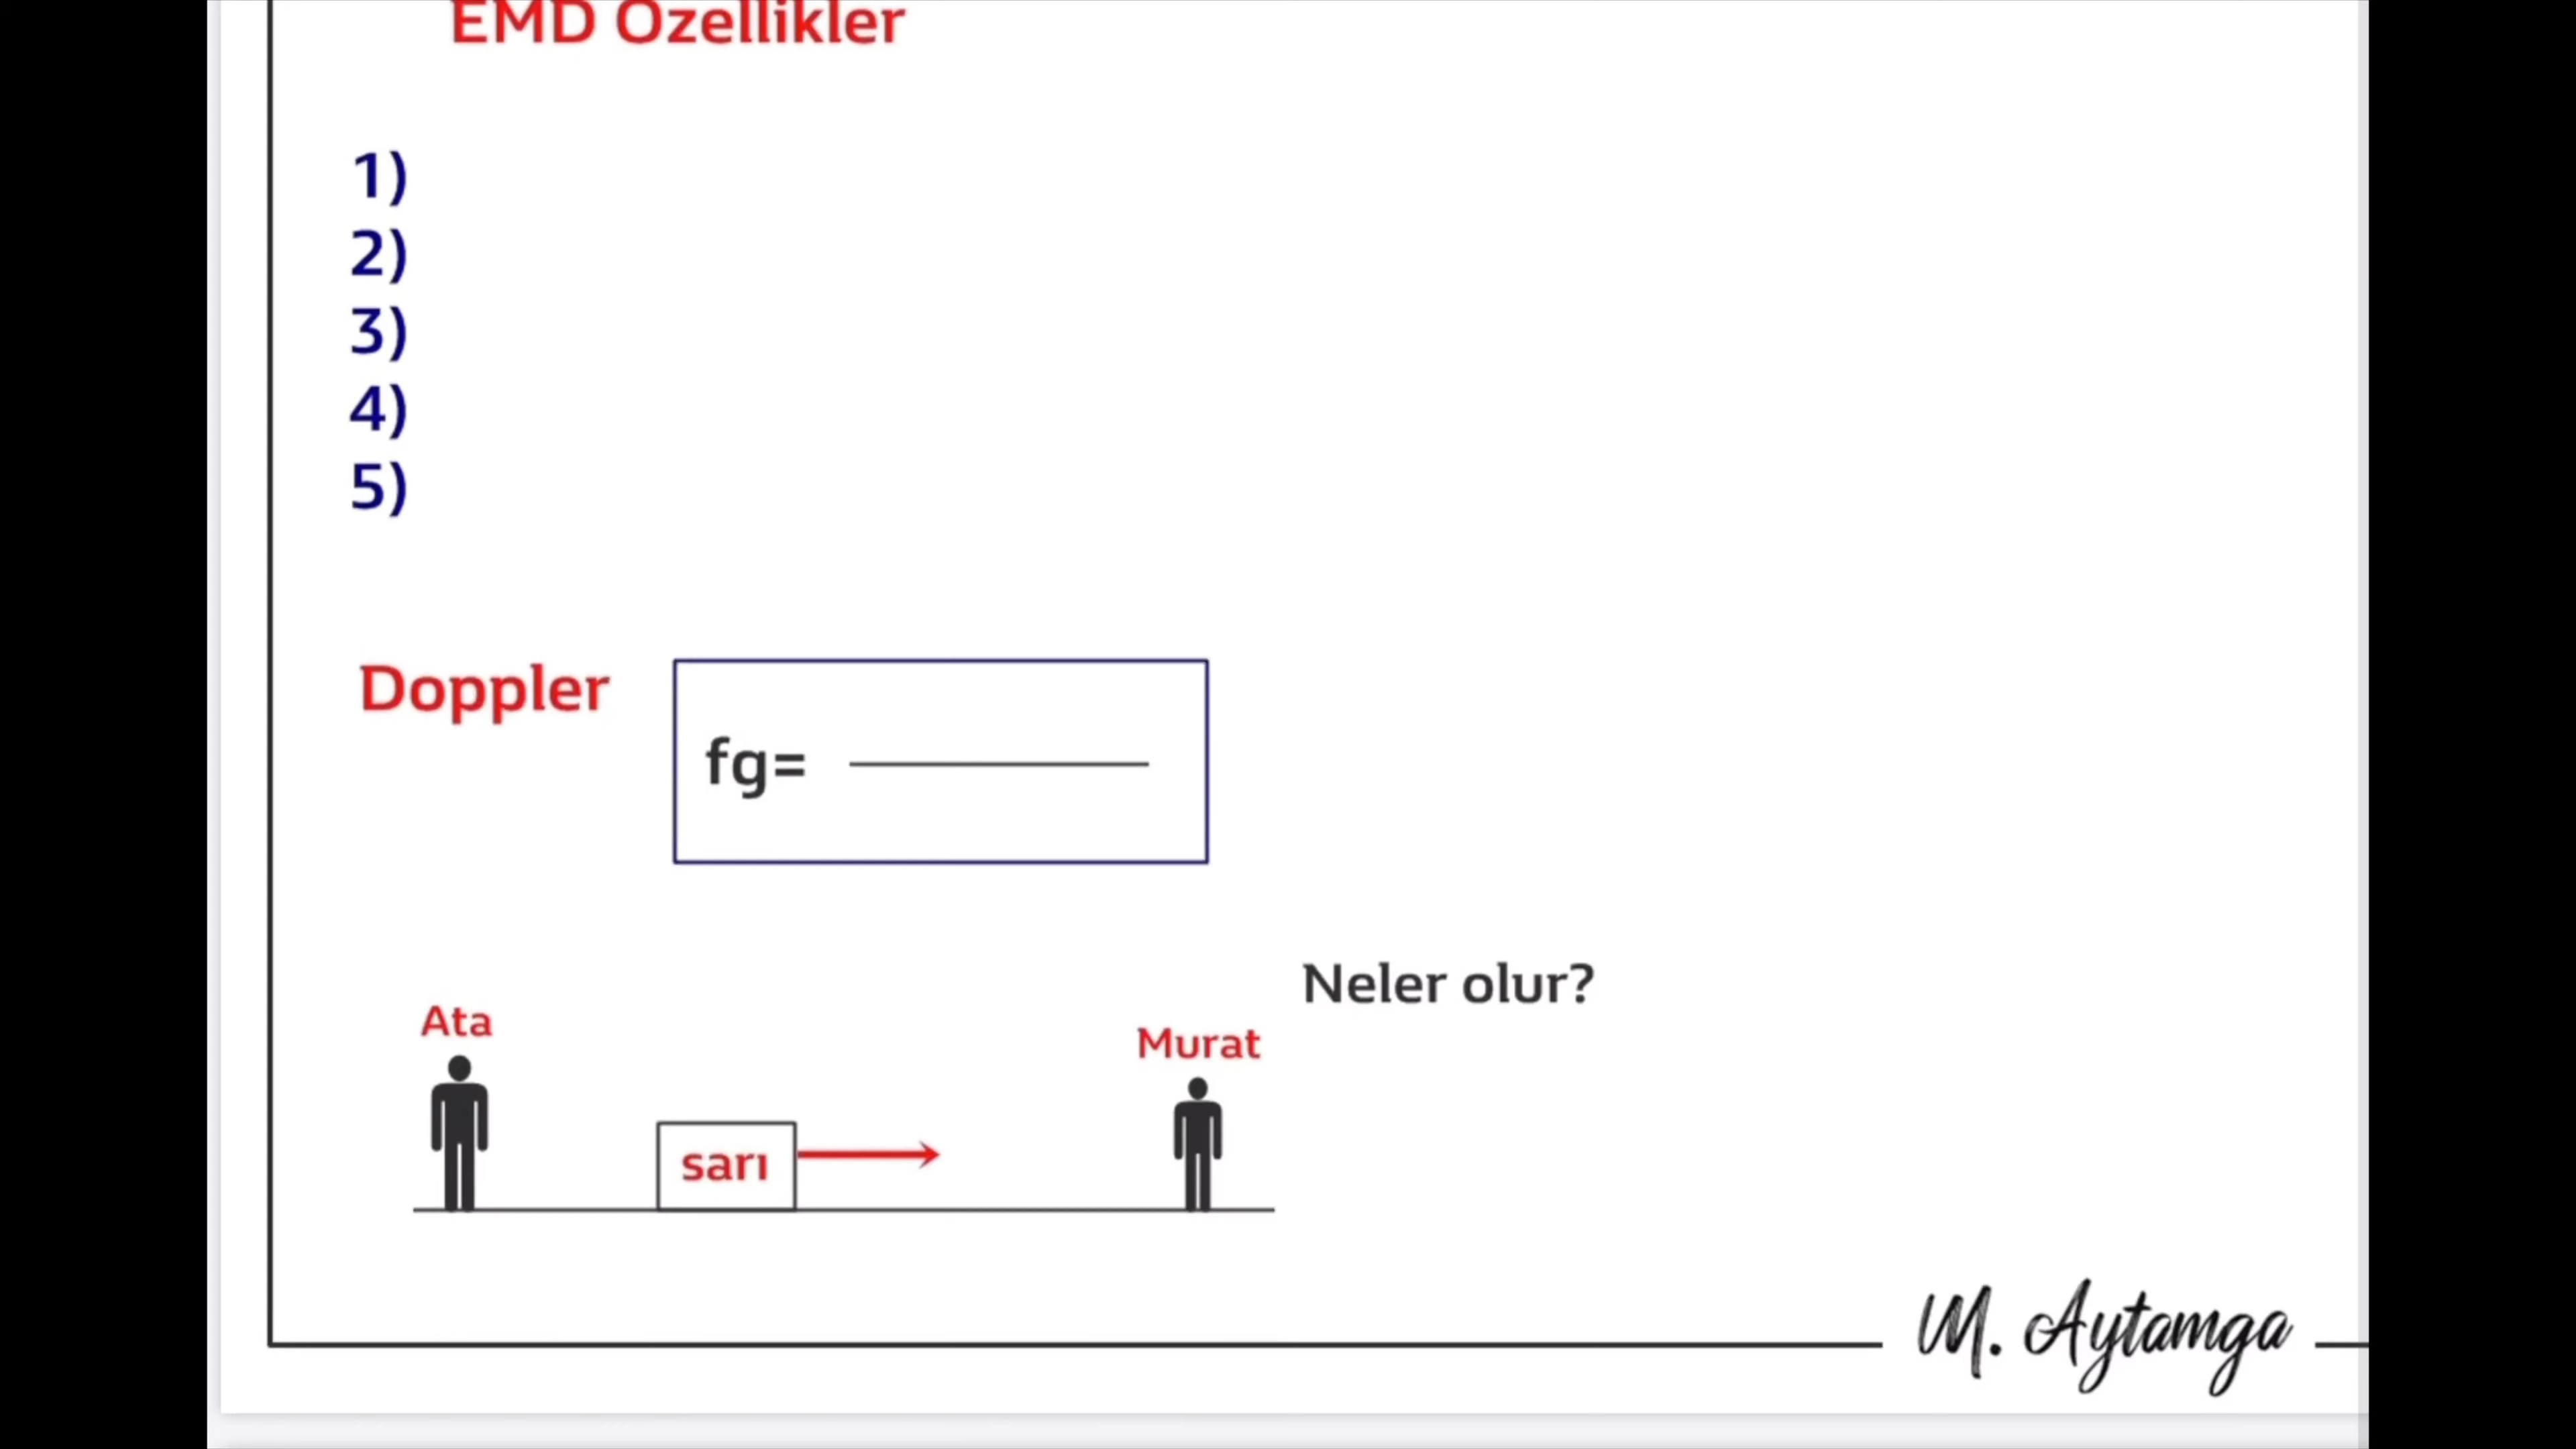 EMD Özellikler
1)
2)
3)
4)
5)
Doppler
fg=
Neler olur?
Ata
Murat
sarı
M. Aytamga